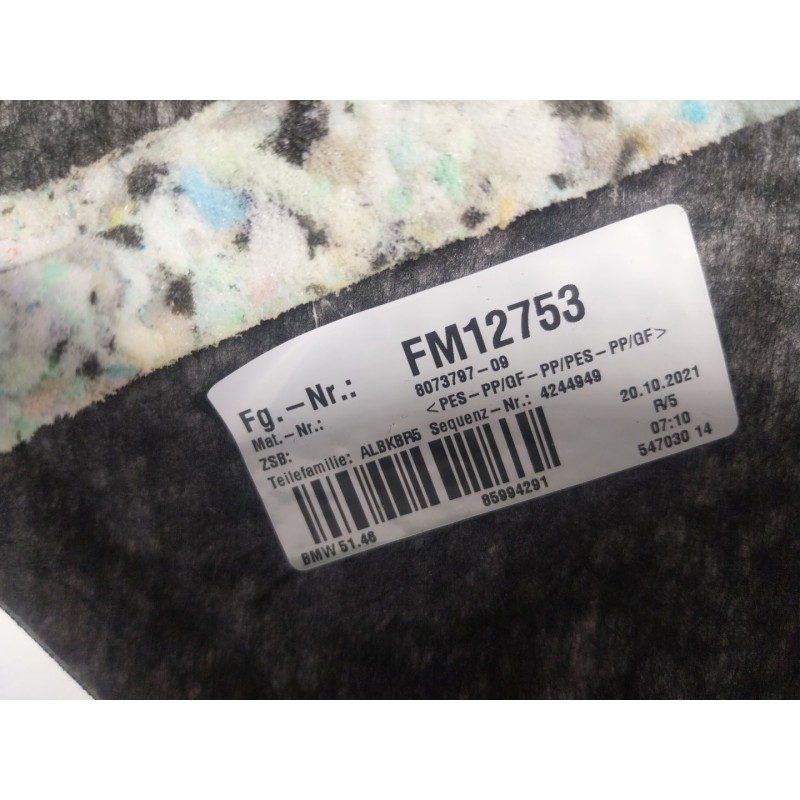 Fg.–Nr.: FM12753
Mat.–Nr.: 8073797–09
ZSB: <PES–PP/GF–PP/PES–PP/GF>
Teilefamilie: ALBKBR5 Sequenz–Nr.: 4244949
20.10.2021
R/5
07:10
547030 14
85994291
BMW 51.46